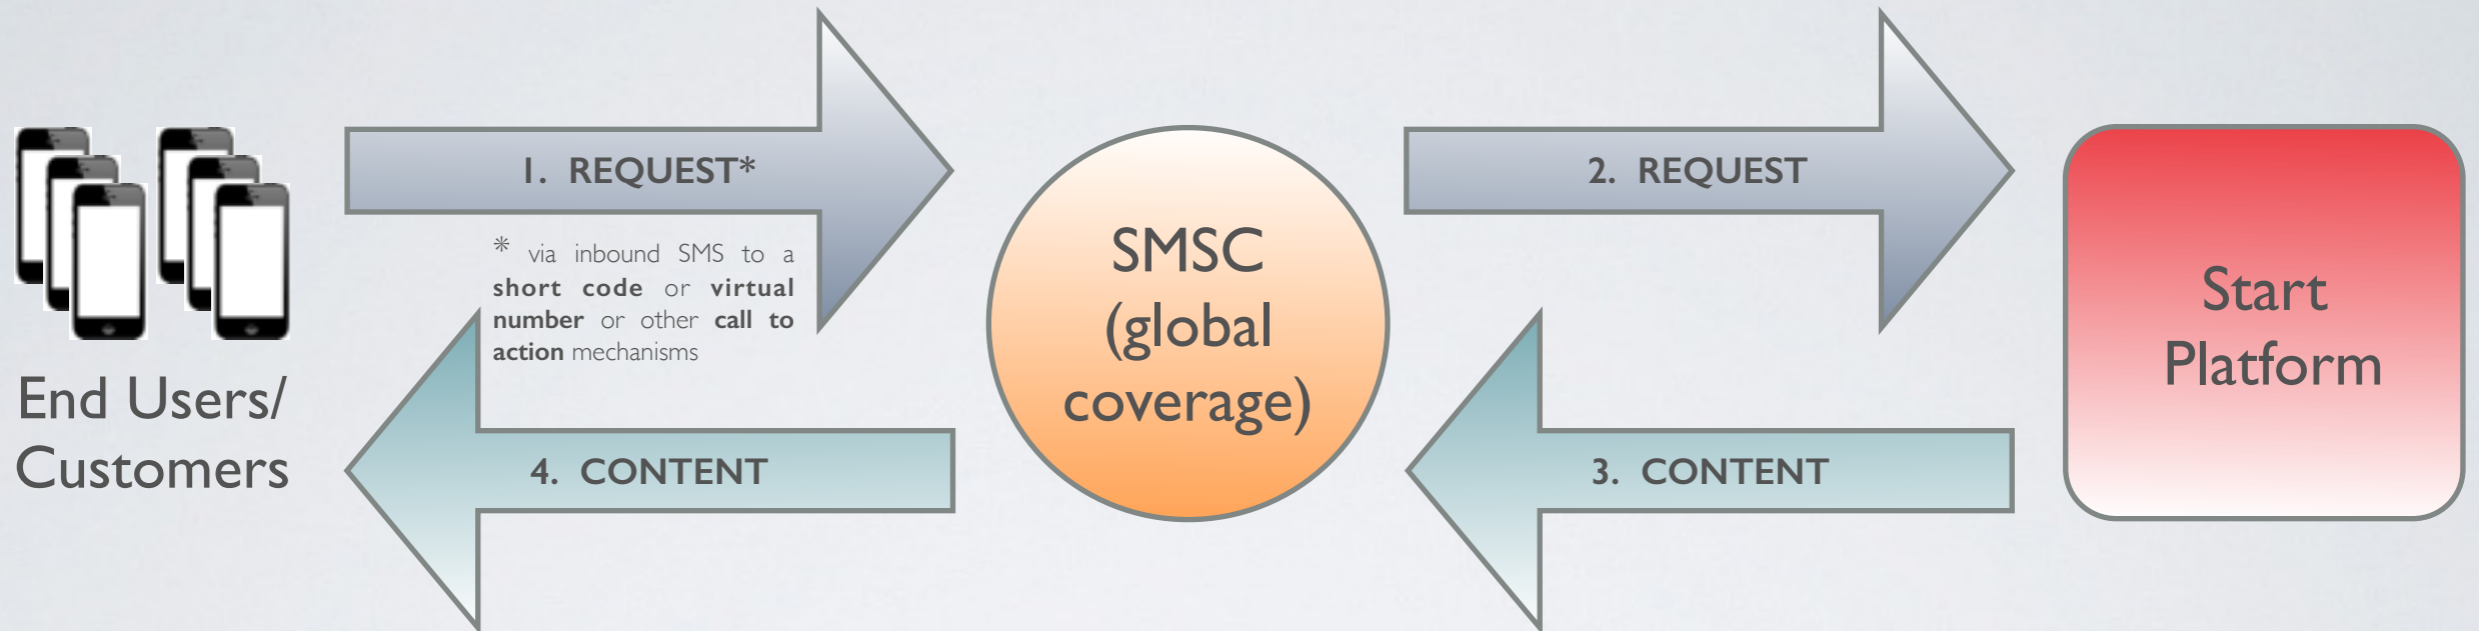 1. REQUEST*
2. REQUEST
* via inbound SMS to a
short code or virtual
number or other call to
action mechanisms
SMSC
(global
coverage)
Start
Platform
End Users/
Customers
4. CONTENT
3. CONTENT